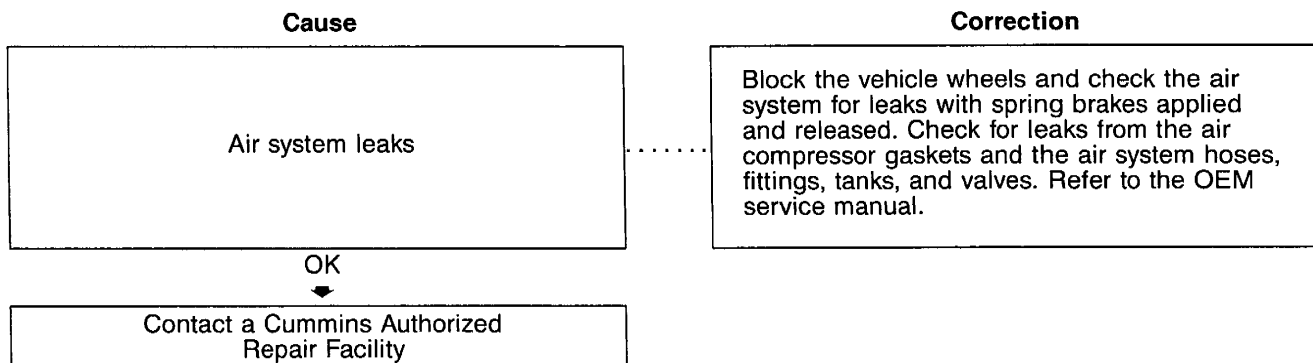 Cause
Correction
Air system leaks
Block the vehicle wheels and check the air
system for leaks with spring brakes applied
and released. Check for leaks from the air
compressor gaskets and the air system hoses,
fittings, tanks, and valves. Refer to the OEM
service manual.
OK
Contact a Cummins Authorized
Repair Facility